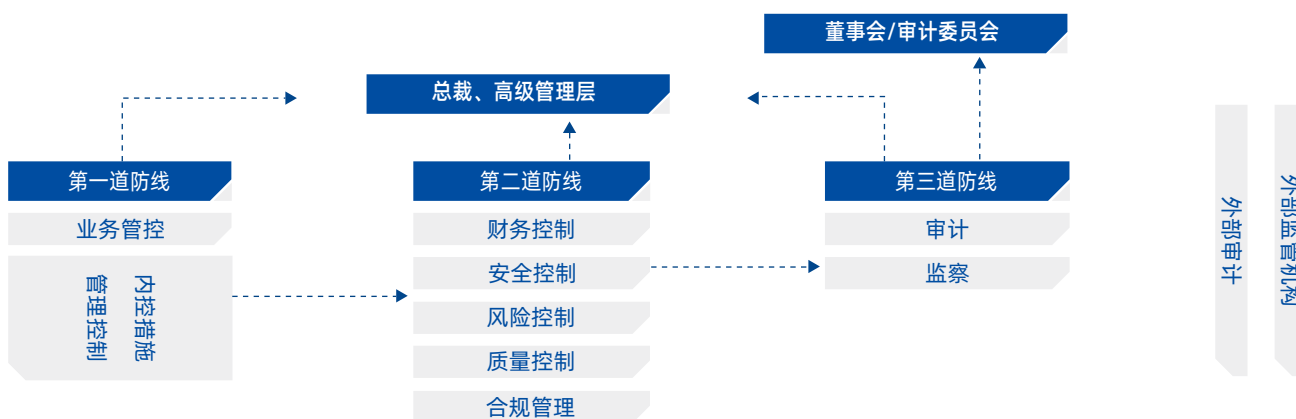 董事会/审计委员会
总裁、高级管理层
第一道防线
业务管控
内控措施
管理控制
第二道防线
财务控制
安全控制
风险控制
质量控制
合规管理
第三道防线
审计
监察
外部审计
外部监管机构